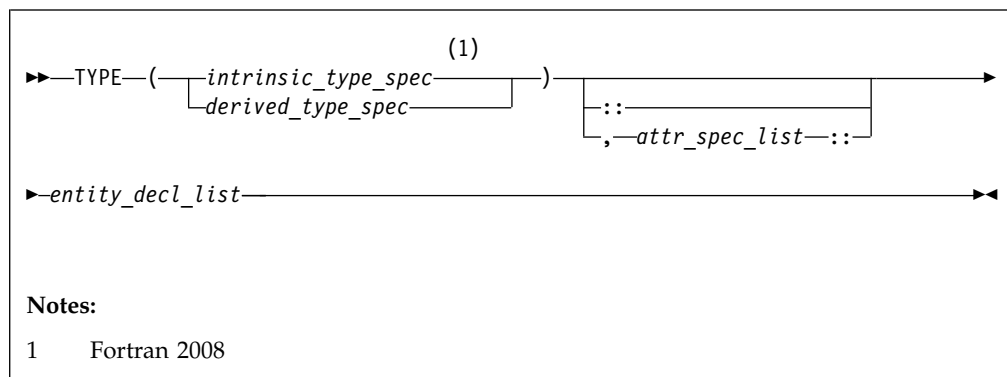 (1)
TYPE ( intrinsic_type_spec )
derived_type_spec
::
, attr_spec_list ::
entity_decl_list
Notes:
1 Fortran 2008